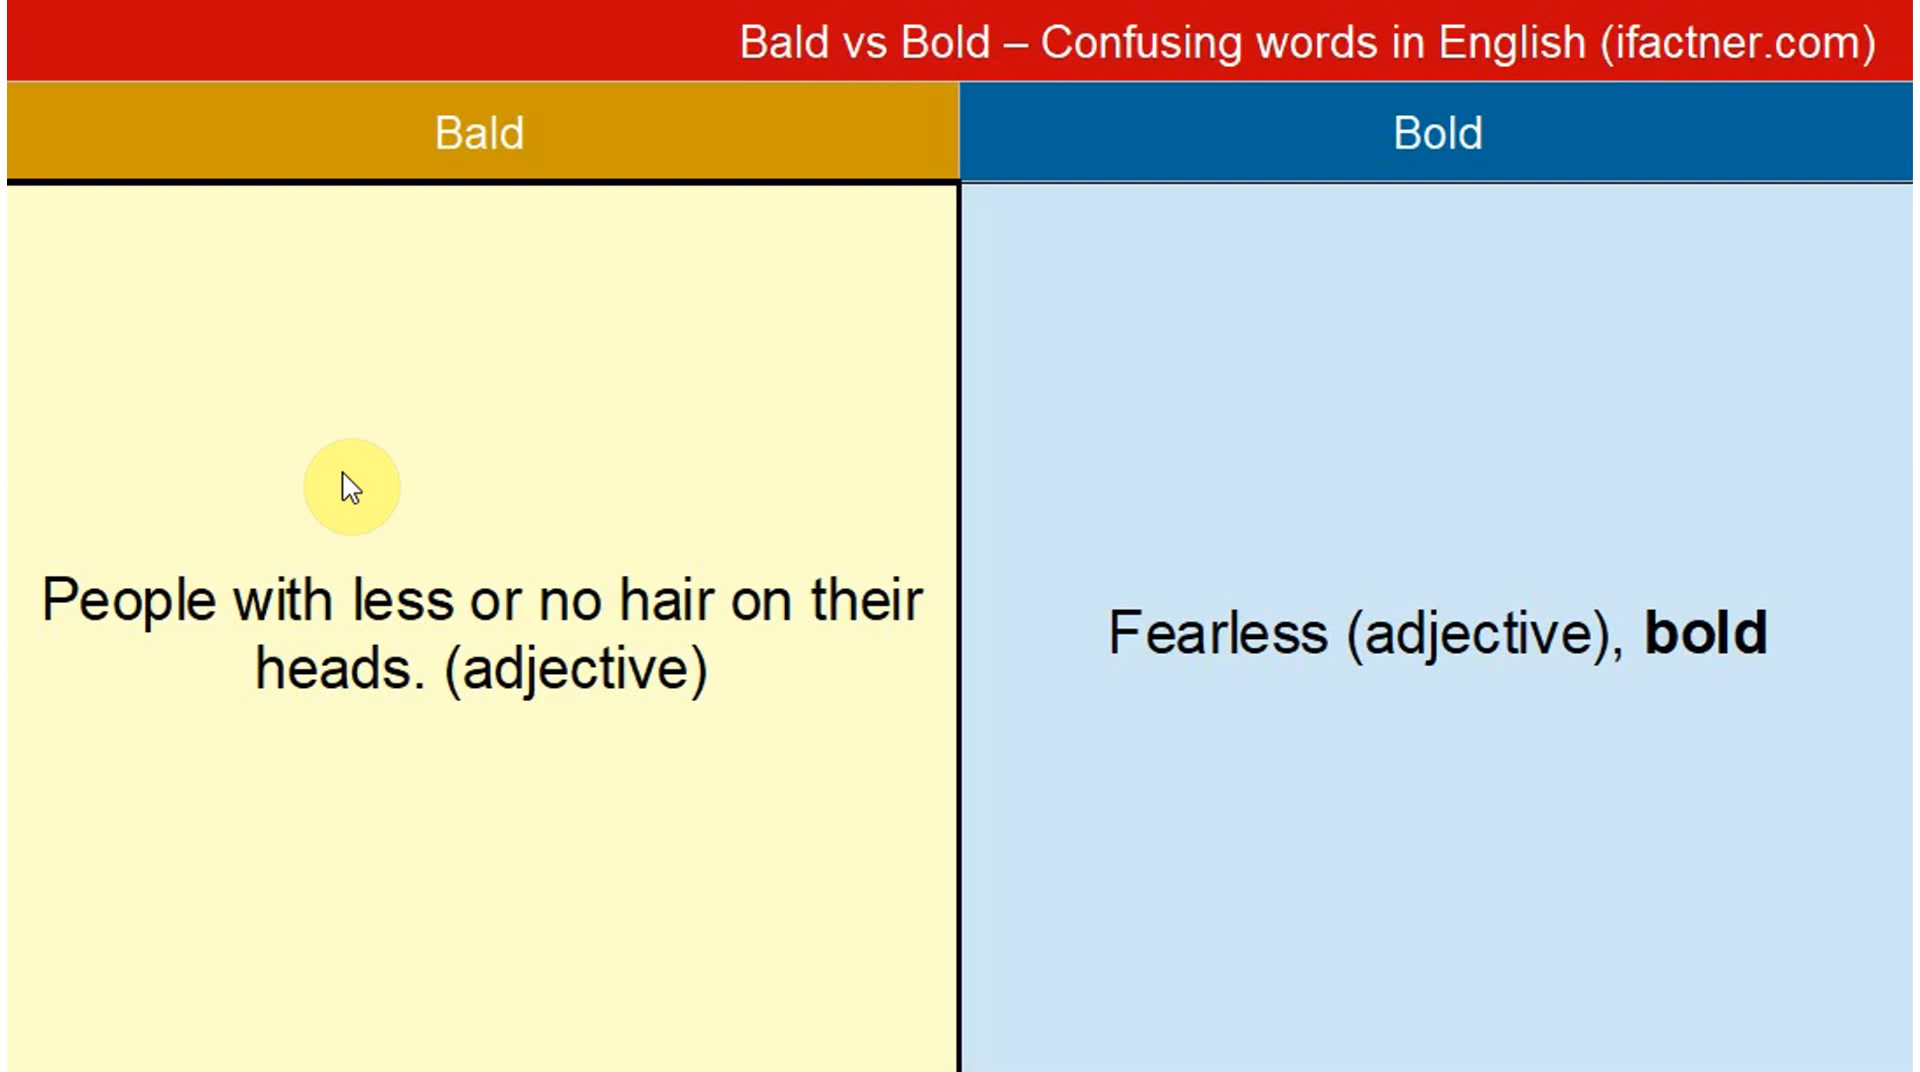 Bald vs Bold – Confusing words in English (ifactner.com)
Bald
Bold
People with less or no hair on their
heads. (adjective)
Fearless (adjective), bold